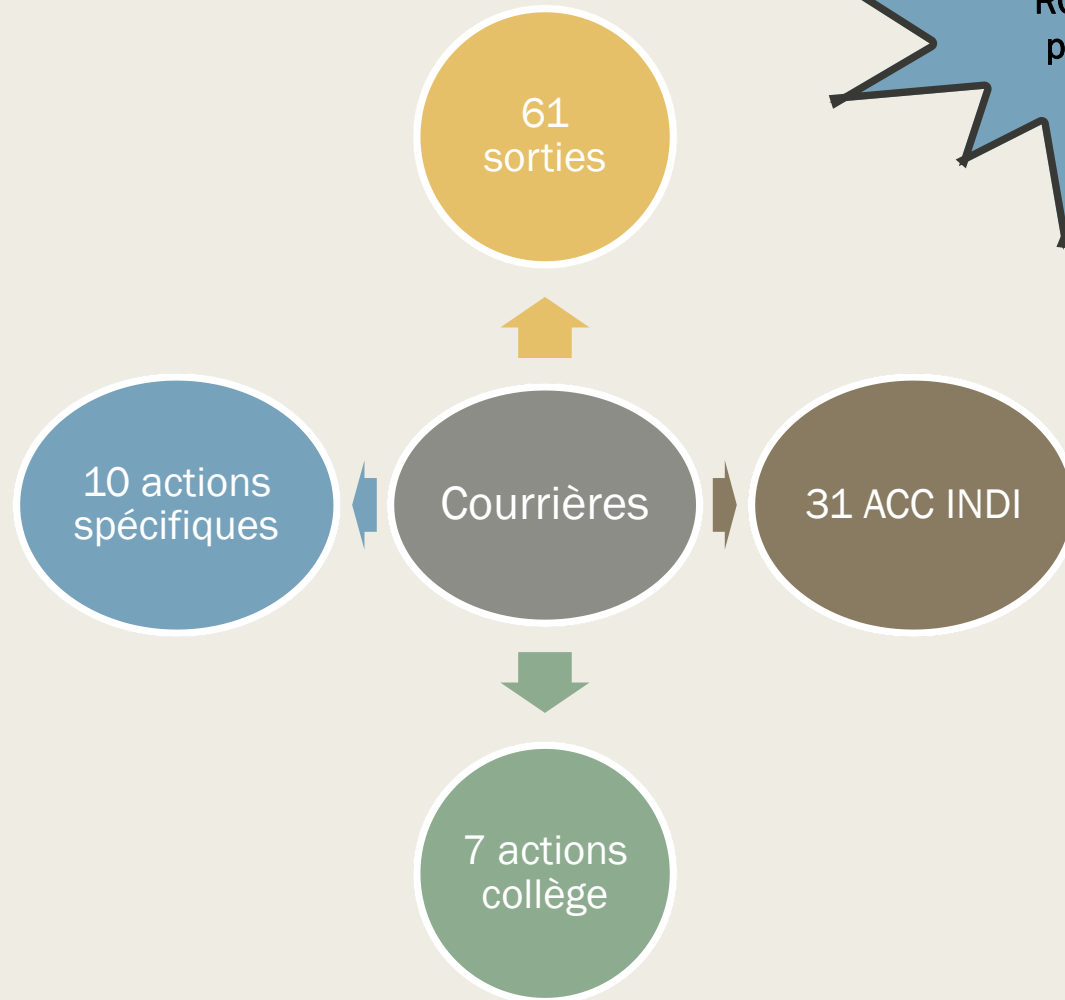 61
sorties
10 actions
spécifiques
Courrières
31 ACC INDI
7 actions
collège